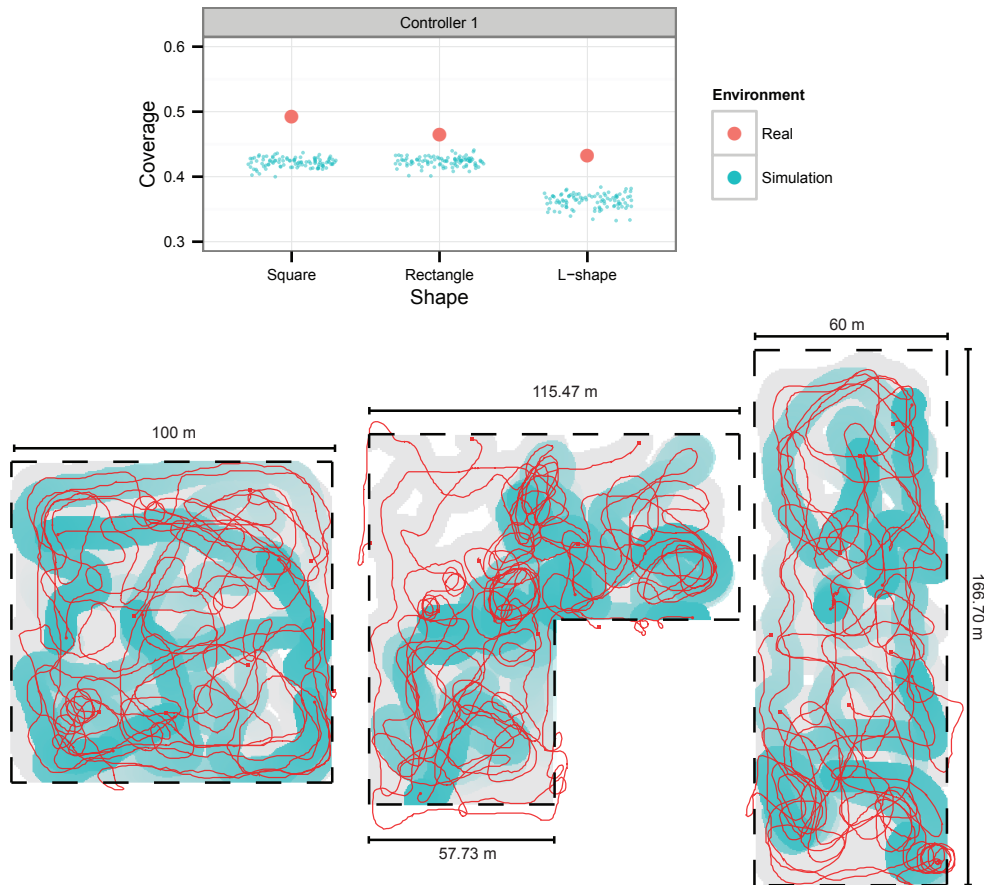 Controller 1
0.6
0.5
0.4
0.3
Coverage
Square
Rectangle
L−shape
Shape
Environment
Real
Simulation
60 m
115.47 m
100 m
166.70 m
57.73 m